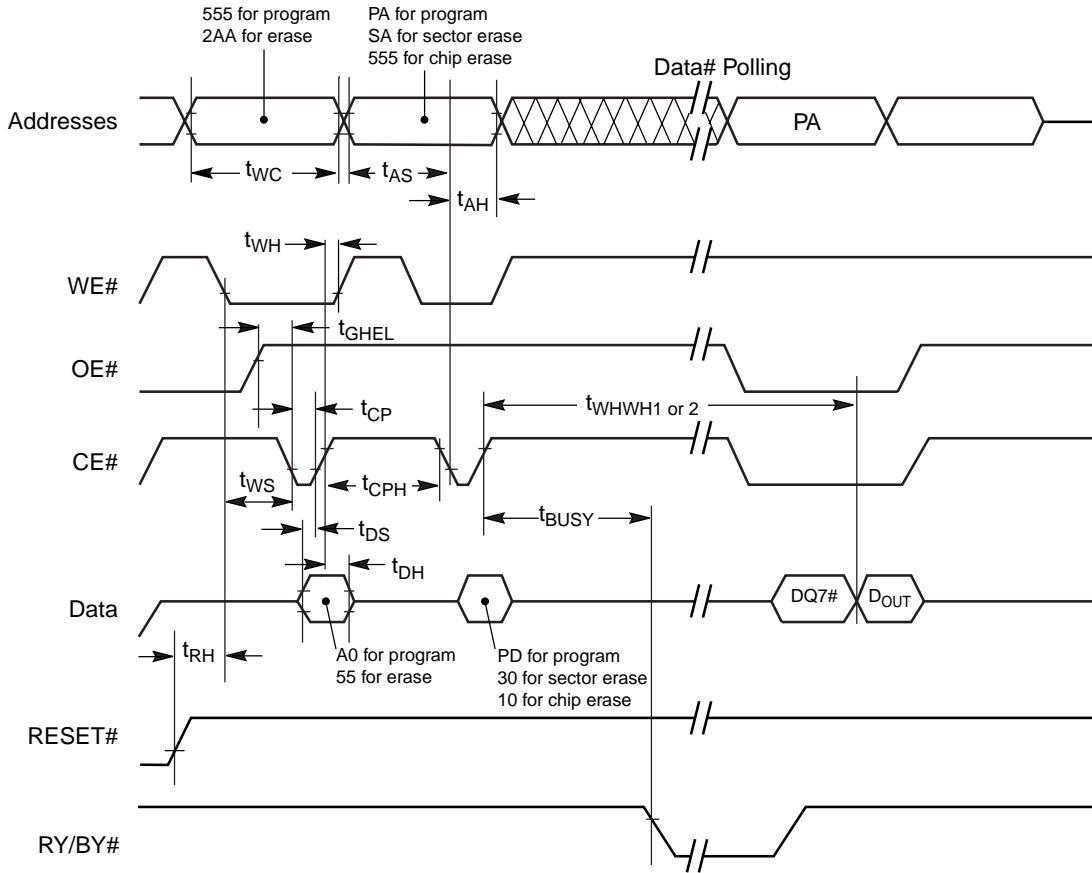 555 for program
2AA for erase
PA for program
SA for sector erase
555 for chip erase
Data# Polling
Addresses
PA
tWC
tAS
tAH
tWH
WE#
tGHEL
OE#
tWHWH1 or 2
tCP
CE#
tWS
tCPH
tBUSY
tDS
tDH
Data
DQ7#
DOUT
tRH
A0 for program
55 for erase
PD for program
30 for sector erase
10 for chip erase
RESET#
RY/BY#